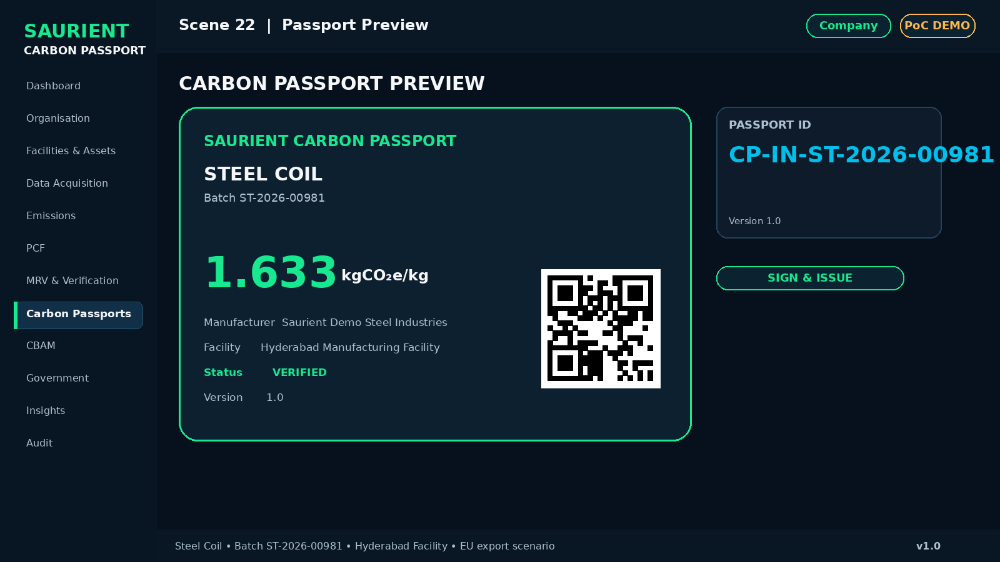 SAURIENT
CARBON PASSPORT
Dashboard
Organisation
Facilities & Assets
Data Acquisition
Emissions
PCF
MRV & Verification
Carbon Passports
CBAM
Government
Insights
Audit
Scene 22 | Passport Preview
Company
PoC DEMO
CARBON PASSPORT PREVIEW
SAURIENT CARBON PASSPORT
STEEL COIL
Batch ST-2026-00981
1.633 kgCO₂e/kg
Manufacturer Saurient Demo Steel Industries
Facility Hyderabad Manufacturing Facility
Status VERIFIED
Version 1.0
PASSPORT ID
CP-IN-ST-2026-00981
Version 1.0
SIGN & ISSUE
Steel Coil • Batch ST-2026-00981 • Hyderabad Facility • EU export scenario
v1.0